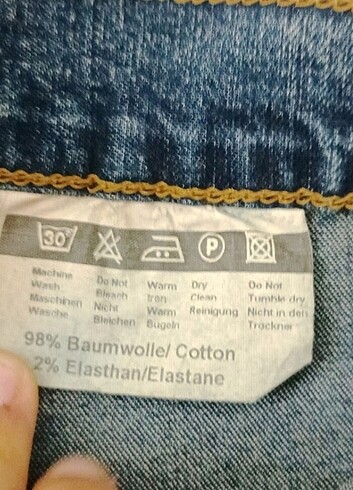 30
P
Machine Wash Maschinen Wäsche
Do Not Bleach Nicht Bleichen
Warm Iron Warm Bügeln
Dry Clean Reinigung
Do Not Tumble dry Nicht in den Trockner
98% Baumwolle/ Cotton
2% Elasthan/Elastane